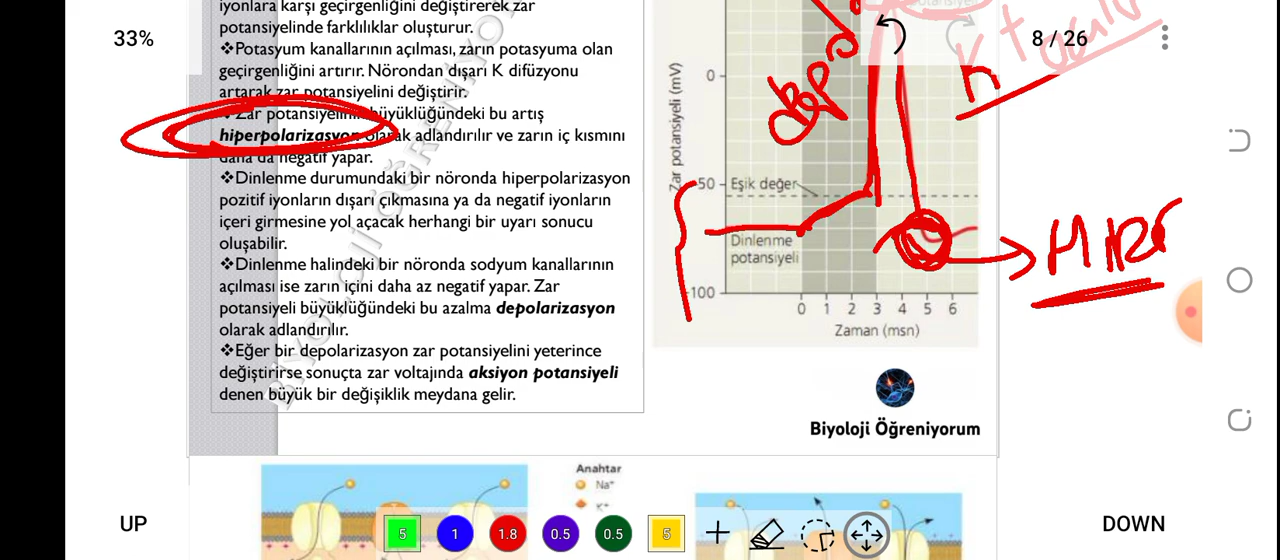 iyonlara karşı geçirgenliğini değiştirerek zar
potansiyelinde farklılıklar oluşturur.
❖Potasyum kanallarının açılması, zarın potasyuma olan
geçirgenliğini artırır. Nörondan dışarı K difüzyonu
artarak zar potansiyelini değiştirir.
Zar potansiyelinin büyüklüğündeki bu artış
hiperpolarizasyon olarak adlandırılır ve zarın iç kısmını
daha da negatif yapar.
❖Dinlenme durumundaki bir nöronda hiperpolarizasyon
pozitif iyonların dışarı çıkmasına ya da negatif iyonların
içeri girmesine yol açacak herhangi bir uyarı sonucu
oluşabilir.
❖Dinlenme halindeki bir nöronda sodyum kanallarının
açılması ise zarın içini daha az negatif yapar. Zar
potansiyeli büyüklüğündeki bu azalma depolarizasyon
olarak adlandırılır.
❖Eğer bir depolarizasyon zar potansiyelini yeterince
değiştirirse sonuçta zar voltajında aksiyon potansiyeli
denen büyük bir değişiklik meydana gelir.
BİYOLOJİ ÖĞRENİYO
33%
8 / 26
Zar potansiyeli (mV)
0
50
100
Eşik değer
Dinlenme
potansiyeli
0 1 2 3 4 5 6
Zaman (msn)
dep
K+
Biyoloji Öğreniyorum
Anahtar
Na+
K+
UP
5 1 1.8 0.5 0.5 5
DOWN